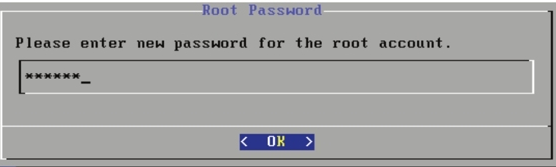 Root Password
Please enter new password for the root account.
******_
< OK >